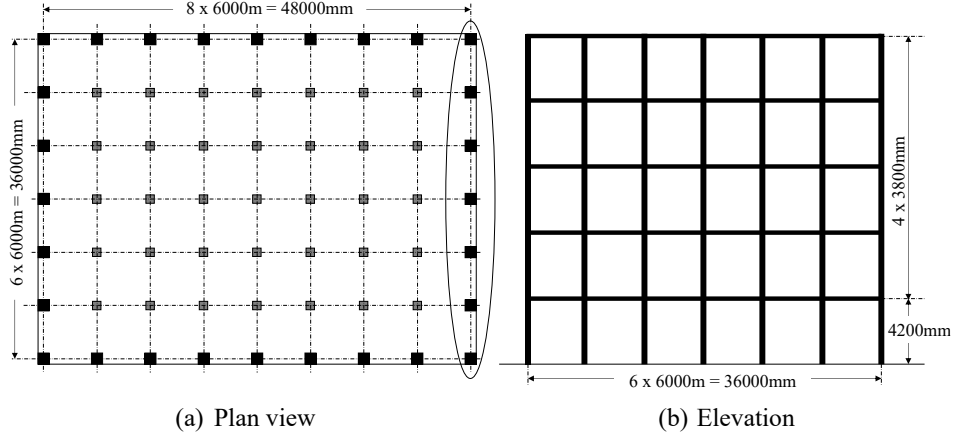 8 x 6000m = 48000mm
6 x 6000m = 36000mm
4 x 3800mm
4200mm
6 x 6000m = 36000mm
(a) Plan view
(b) Elevation